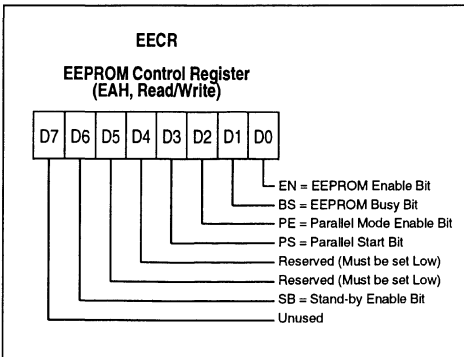 EECR
EEPROM Control Register
(EAH, Read/Write)
D7 D6 D5 D4 D3 D2 D1 D0
EN = EEPROM Enable Bit
BS = EEPROM Busy Bit
PE = Parallel Mode Enable Bit
PS = Parallel Start Bit
Reserved (Must be set Low)
Reserved (Must be set Low)
SB = Stand-by Enable Bit
Unused